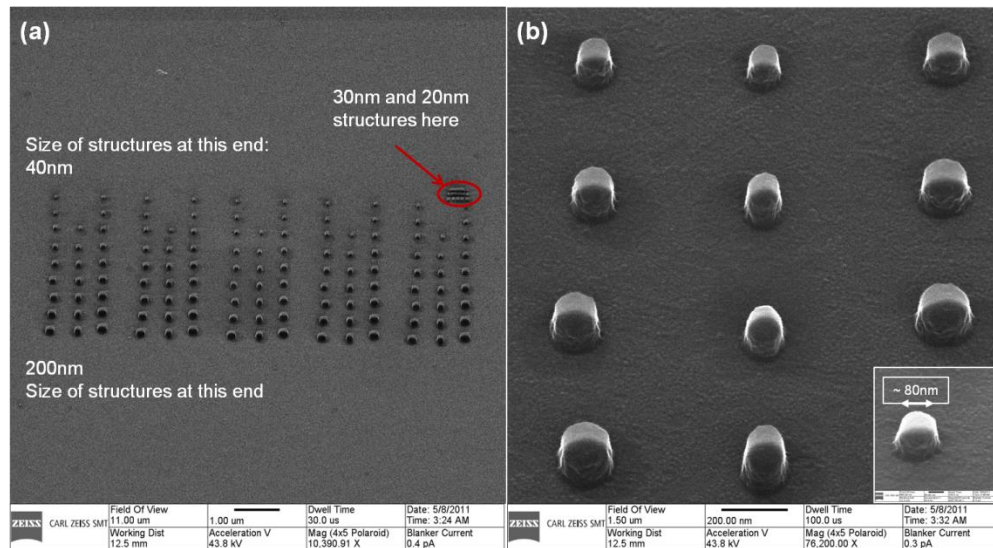 (a)
30nm and 20nm
structures here
Size of structures at this end:
40nm
200nm
Size of structures at this end
ZEISS
CARL ZEISS SMT
Field Of View
11.00 um
1.00 um
Dwell Time
30.0 us
Date: 5/8/2011
Time: 3:24 AM
Working Dist
12.5 mm
Acceleration V
43.8 kV
Mag (4x5 Polaroid)
10,390.91 X
Blanker Current
0.4 pA
(b)
~ 80nm
ZEISS
CARL ZEISS SMT
Field Of View
1.50 um
200.00 nm
Dwell Time
100.0 us
Date: 5/8/2011
Time: 3:32 AM
Working Dist
12.5 mm
Acceleration V
43.8 kV
Mag (4x5 Polaroid)
76,200.00 X
Blanker Current
0.3 pA